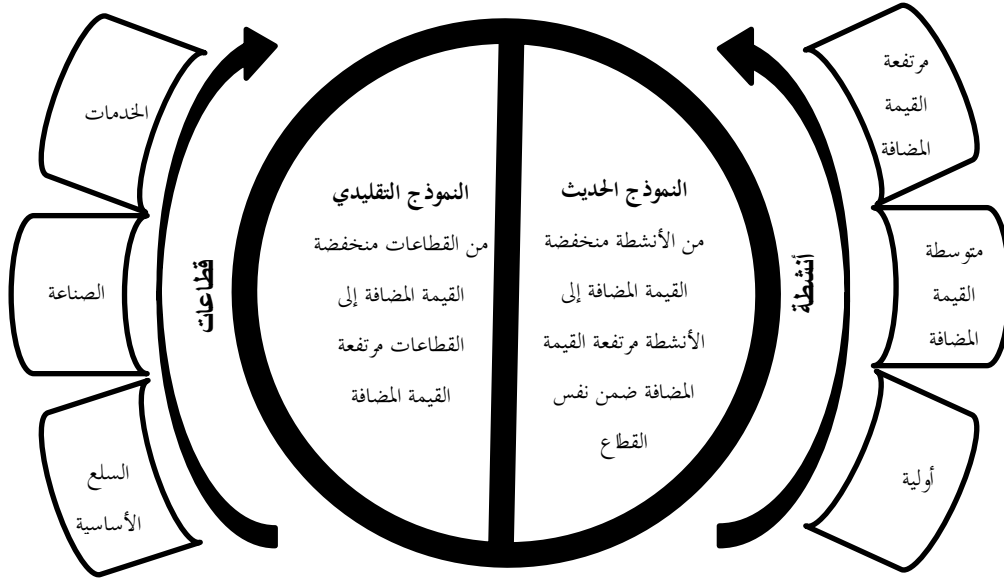 مرتفعة
القيمة
المضافة
متوسطة
القيمة
المضافة
أولية
أنشطة
النموذج الحديث
من الأنشطة منخفضة
القيمة المضافة إلى
الأنشطة مرتفعة القيمة
المضافة ضمن نفس
القطاع
النموذج التقليدي
من القطاعات منخفضة
القيمة المضافة إلى
القطاعات مرتفعة
القيمة المضافة
قطاعات
الخدمات
الصناعة
السلع
الأساسية